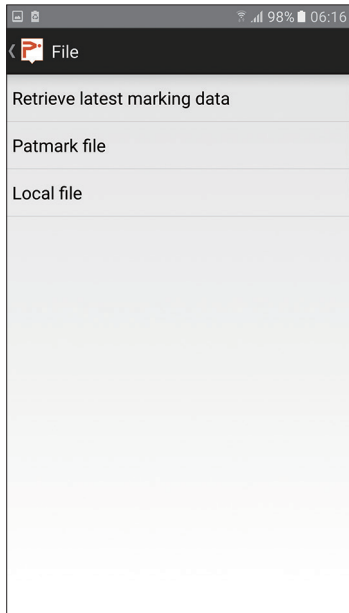 98% 06:16
File
Retrieve latest marking data
Patmark file
Local file